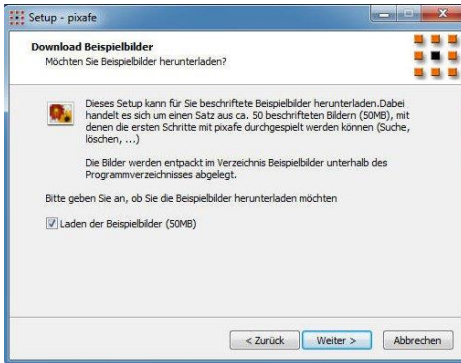 Setup - pixafe
Download Beispielbilder
Möchten Sie Beispielbilder herunterladen?
Dieses Setup kann für Sie beschriftete Beispielbilder herunterladen.Dabei
handelt es sich um einen Satz aus ca. 50 beschrifteten Bildern (50MB), mit
denen die ersten Schritte mit pixafe durchgespielt werden können (Suche,
löschen, ...)
Die Bilder werden entpackt im Verzeichnis Beispielbilder unterhalb des
Programmverzeichnisses abgelegt.
Bitte geben Sie an, ob Sie die Beispielbilder herunterladen möchten
Laden der Beispielbilder (50MB)
< Zurück
Weiter >
Abbrechen